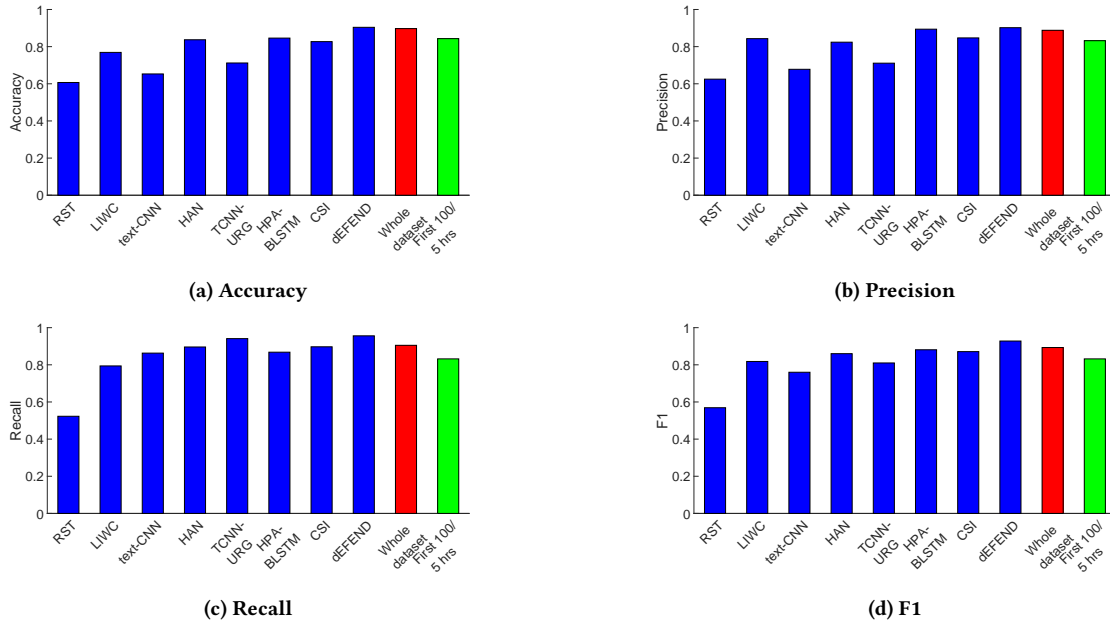 1
0.8
0.6
0.4
0.2
0
Accuracy
RST
LIWC
text-CNN
HAN
TCNN-
URG
HPA-
BLSTM
CSI
dEFEND
Whole
dataset
First 100/
5 hrs
(a) Accuracy
1
0.8
0.6
0.4
0.2
0
Precision
RST
LIWC
text-CNN
HAN
TCNN-
URG
HPA-
BLSTM
CSI
dEFEND
Whole
dataset
First 100/
5 hrs
(b) Precision
1
0.8
0.6
0.4
0.2
0
Recall
RST
LIWC
text-CNN
HAN
TCNN-
URG
HPA-
BLSTM
CSI
dEFEND
Whole
dataset
First 100/
5 hrs
(c) Recall
1
0.8
0.6
0.4
0.2
0
F1
RST
LIWC
text-CNN
HAN
TCNN-
URG
HPA-
BLSTM
CSI
dEFEND
Whole
dataset
First 100/
5 hrs
(d) F1